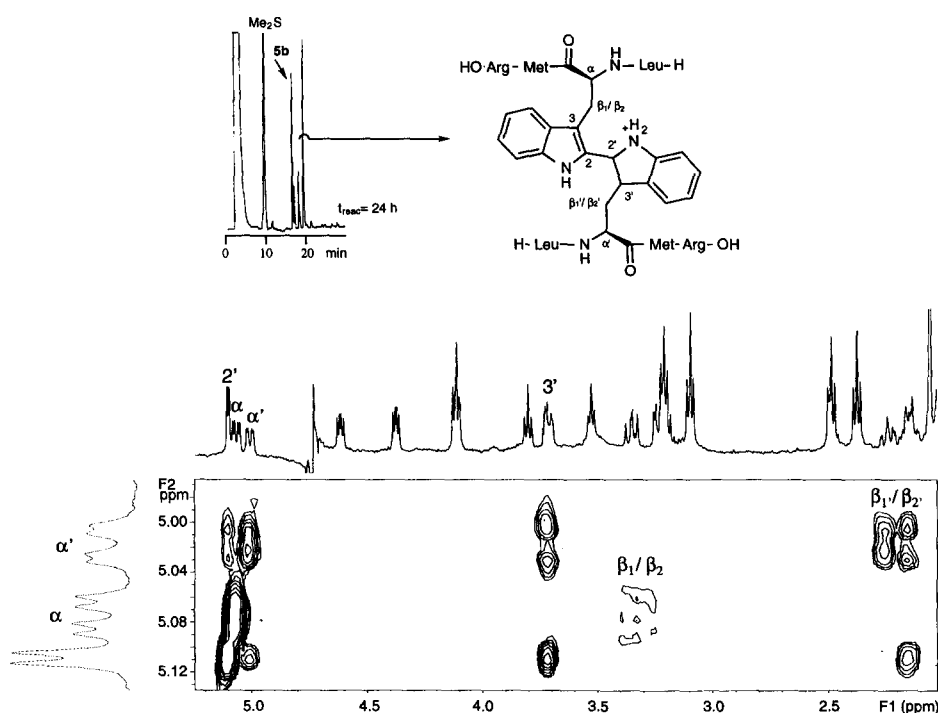 Me₂S
5b
t_reac = 24 h
0 10 20 min
O
H
HO·Arg–Met
N
Leu–H
α
β₁/β₂
3
+
H₂
N
2'
2
N
H
3'
β₁'/β₂'
H–Leu
N
H
α'
Met–Arg–OH
O
2'
α
α'
3'
F2
ppm
5.00
5.04
5.08
5.12
α'
α
β₁/β₂
β₁'/β₂'
5.0 4.5 4.0 3.5 3.0 2.5 F1 (ppm)